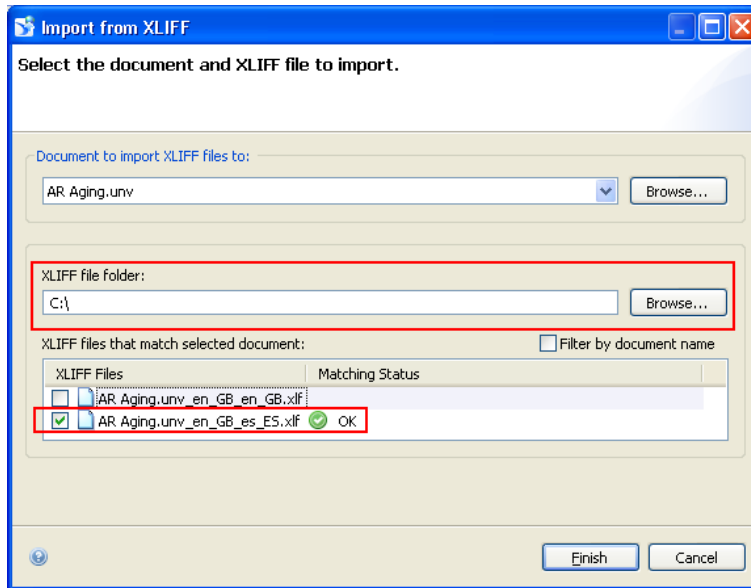 Import from XLIFF
Select the document and XLIFF file to import.
Document to import XLIFF files to:
AR Aging.unv Browse...
XLIFF file folder:
C:\ Browse...
XLIFF files that match selected document: Filter by document name
XLIFF Files Matching Status
AR Aging.unv_en_GB_en_GB.xlf
AR Aging.unv_en_GB_es_ES.xlf OK
Finish Cancel